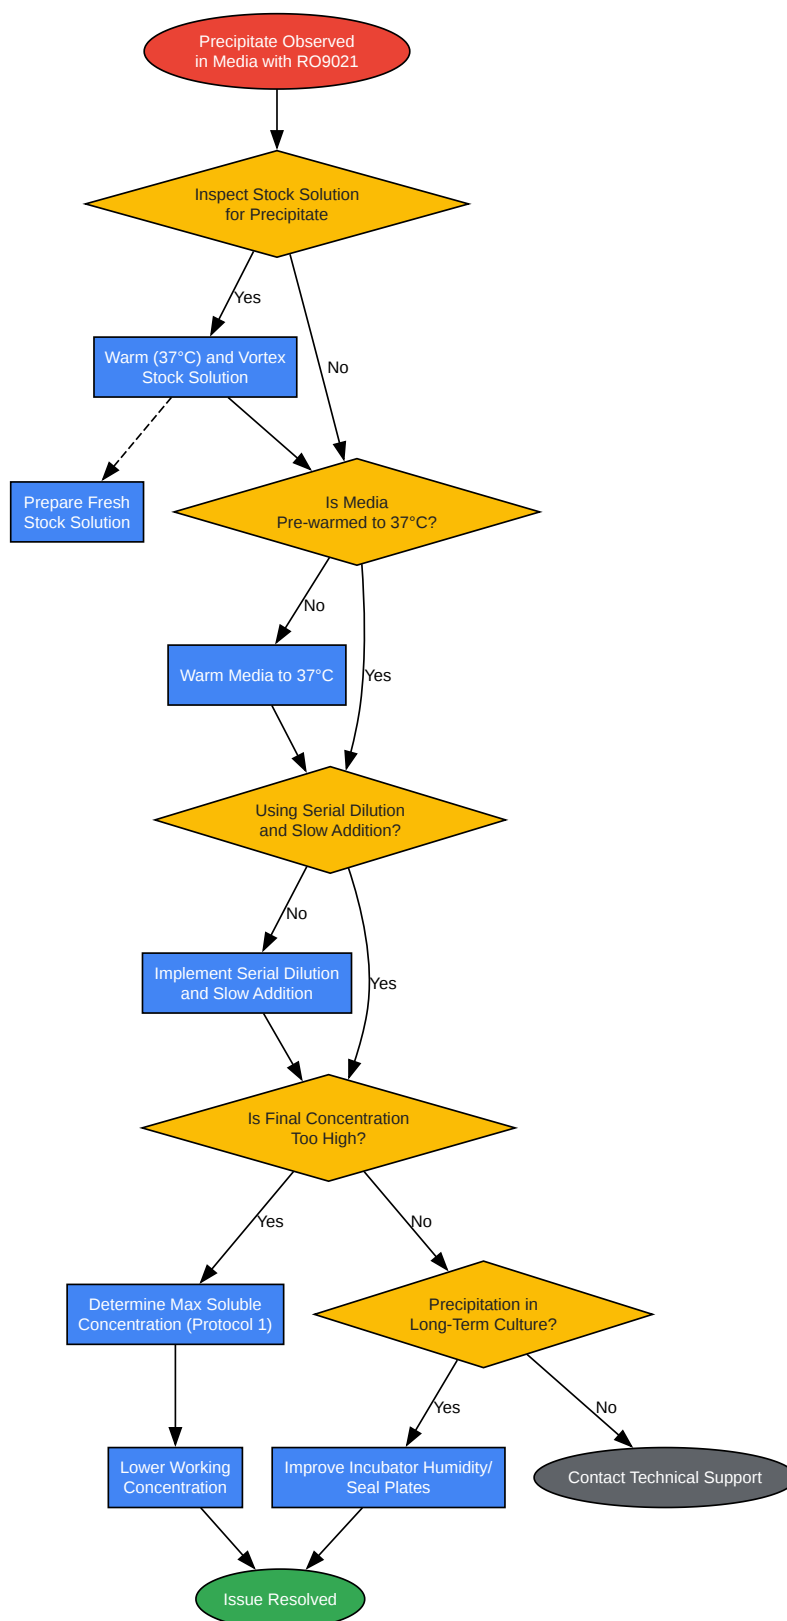 Precipitate Observed
in Media with RO9021
Inspect Stock Solution
for Precipitate
Yes
No
Warm (37°C) and Vortex
Stock Solution
Prepare Fresh
Stock Solution
Is Media
Pre-warmed to 37°C?
No
Yes
Warm Media to 37°C
Using Serial Dilution
and Slow Addition?
No
Yes
Implement Serial Dilution
and Slow Addition
Is Final Concentration
Too High?
Yes
No
Determine Max Soluble
Concentration (Protocol 1)
Precipitation in
Long-Term Culture?
Yes
No
Lower Working
Concentration
Improve Incubator Humidity/
Seal Plates
Contact Technical Support
Issue Resolved